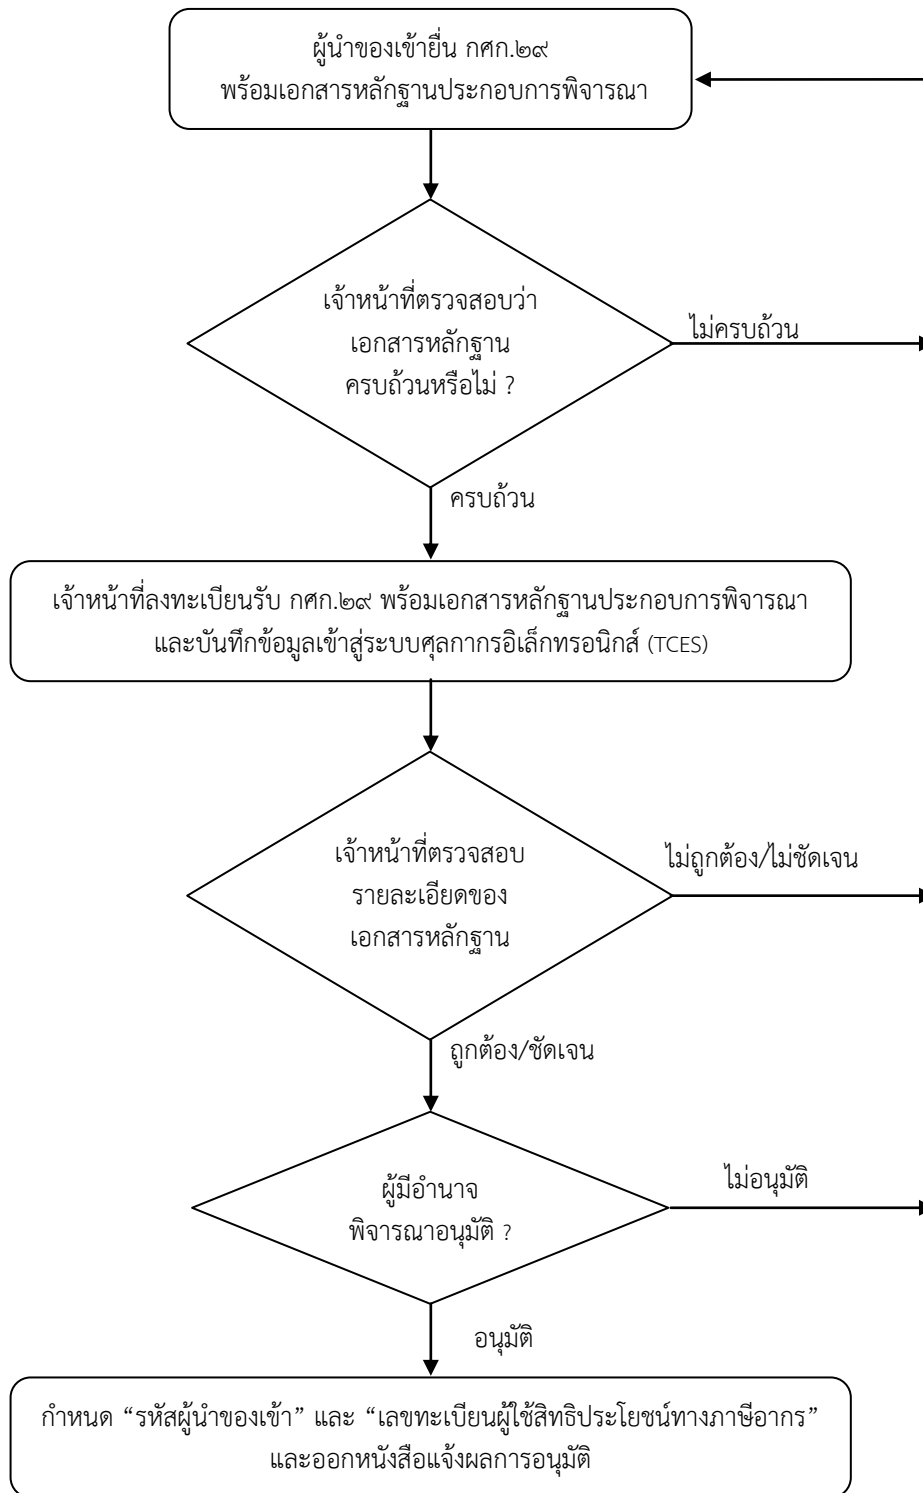 ผู้นำของเข้ายื่น กศก.๒๙
พร้อมเอกสารหลักฐานประกอบการพิจารณา
เจ้าหน้าที่ตรวจสอบว่า
เอกสารหลักฐาน
ครบถ้วนหรือไม่ ?
ไม่ครบถ้วน
ครบถ้วน
เจ้าหน้าที่ลงทะเบียนรับ กศก.๒๙ พร้อมเอกสารหลักฐานประกอบการพิจารณา
และบันทึกข้อมูลเข้าสู่ระบบศุลกากรอิเล็กทรอนิกส์ (TCES)
เจ้าหน้าที่ตรวจสอบ
รายละเอียดของ
เอกสารหลักฐาน
ไม่ถูกต้อง/ไม่ชัดเจน
ถูกต้อง/ชัดเจน
ผู้มีอำนาจ
พิจารณาอนุมัติ ?
ไม่อนุมัติ
อนุมัติ
กำหนด “รหัสผู้นำของเข้า” และ “เลขทะเบียนผู้ใช้สิทธิประโยชน์ทางภาษีอากร”
และออกหนังสือแจ้งผลการอนุมัติ